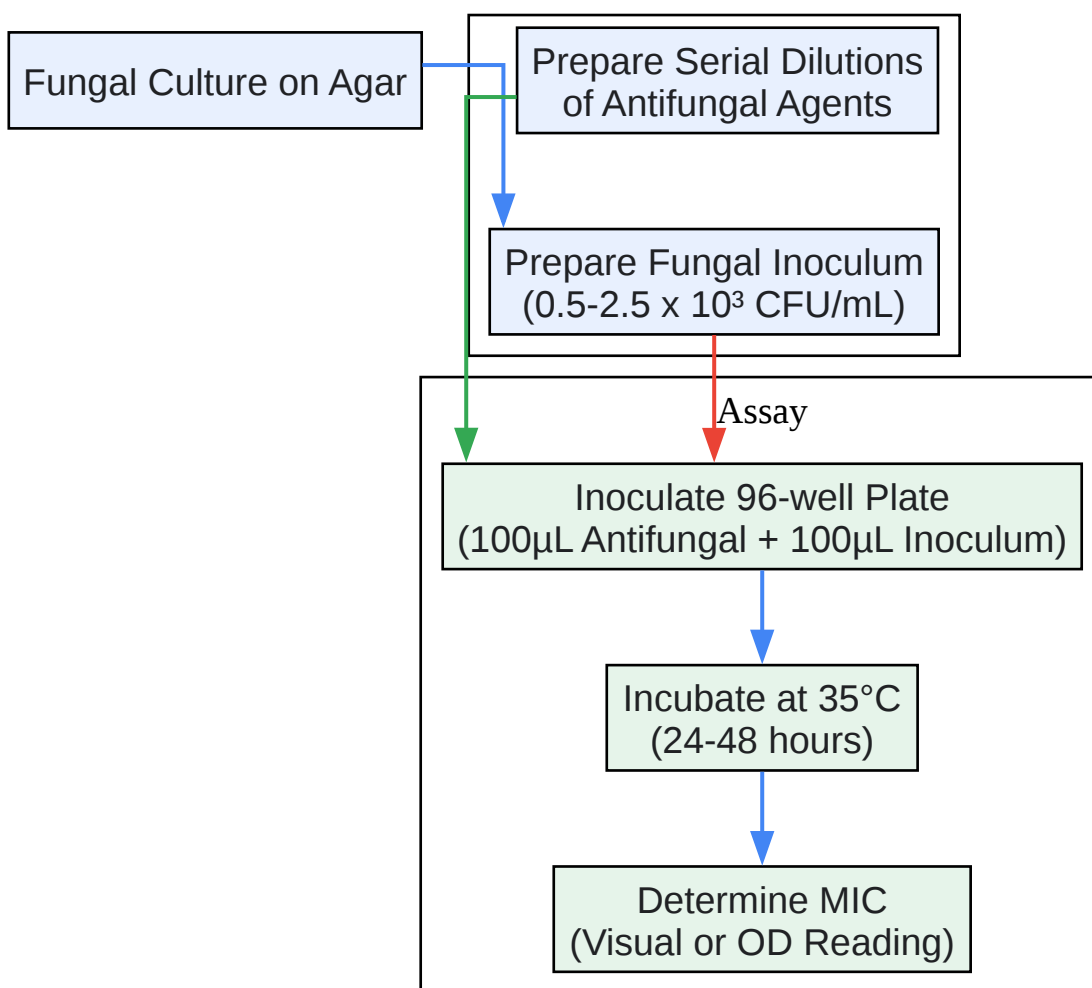 Fungal Culture on Agar
Prepare Serial Dilutions
of Antifungal Agents
Prepare Fungal Inoculum
(0.5-2.5 x 10³ CFU/mL)
Assay
Inoculate 96-well Plate
(100µL Antifungal + 100µL Inoculum)
Incubate at 35°C
(24-48 hours)
Determine MIC
(Visual or OD Reading)